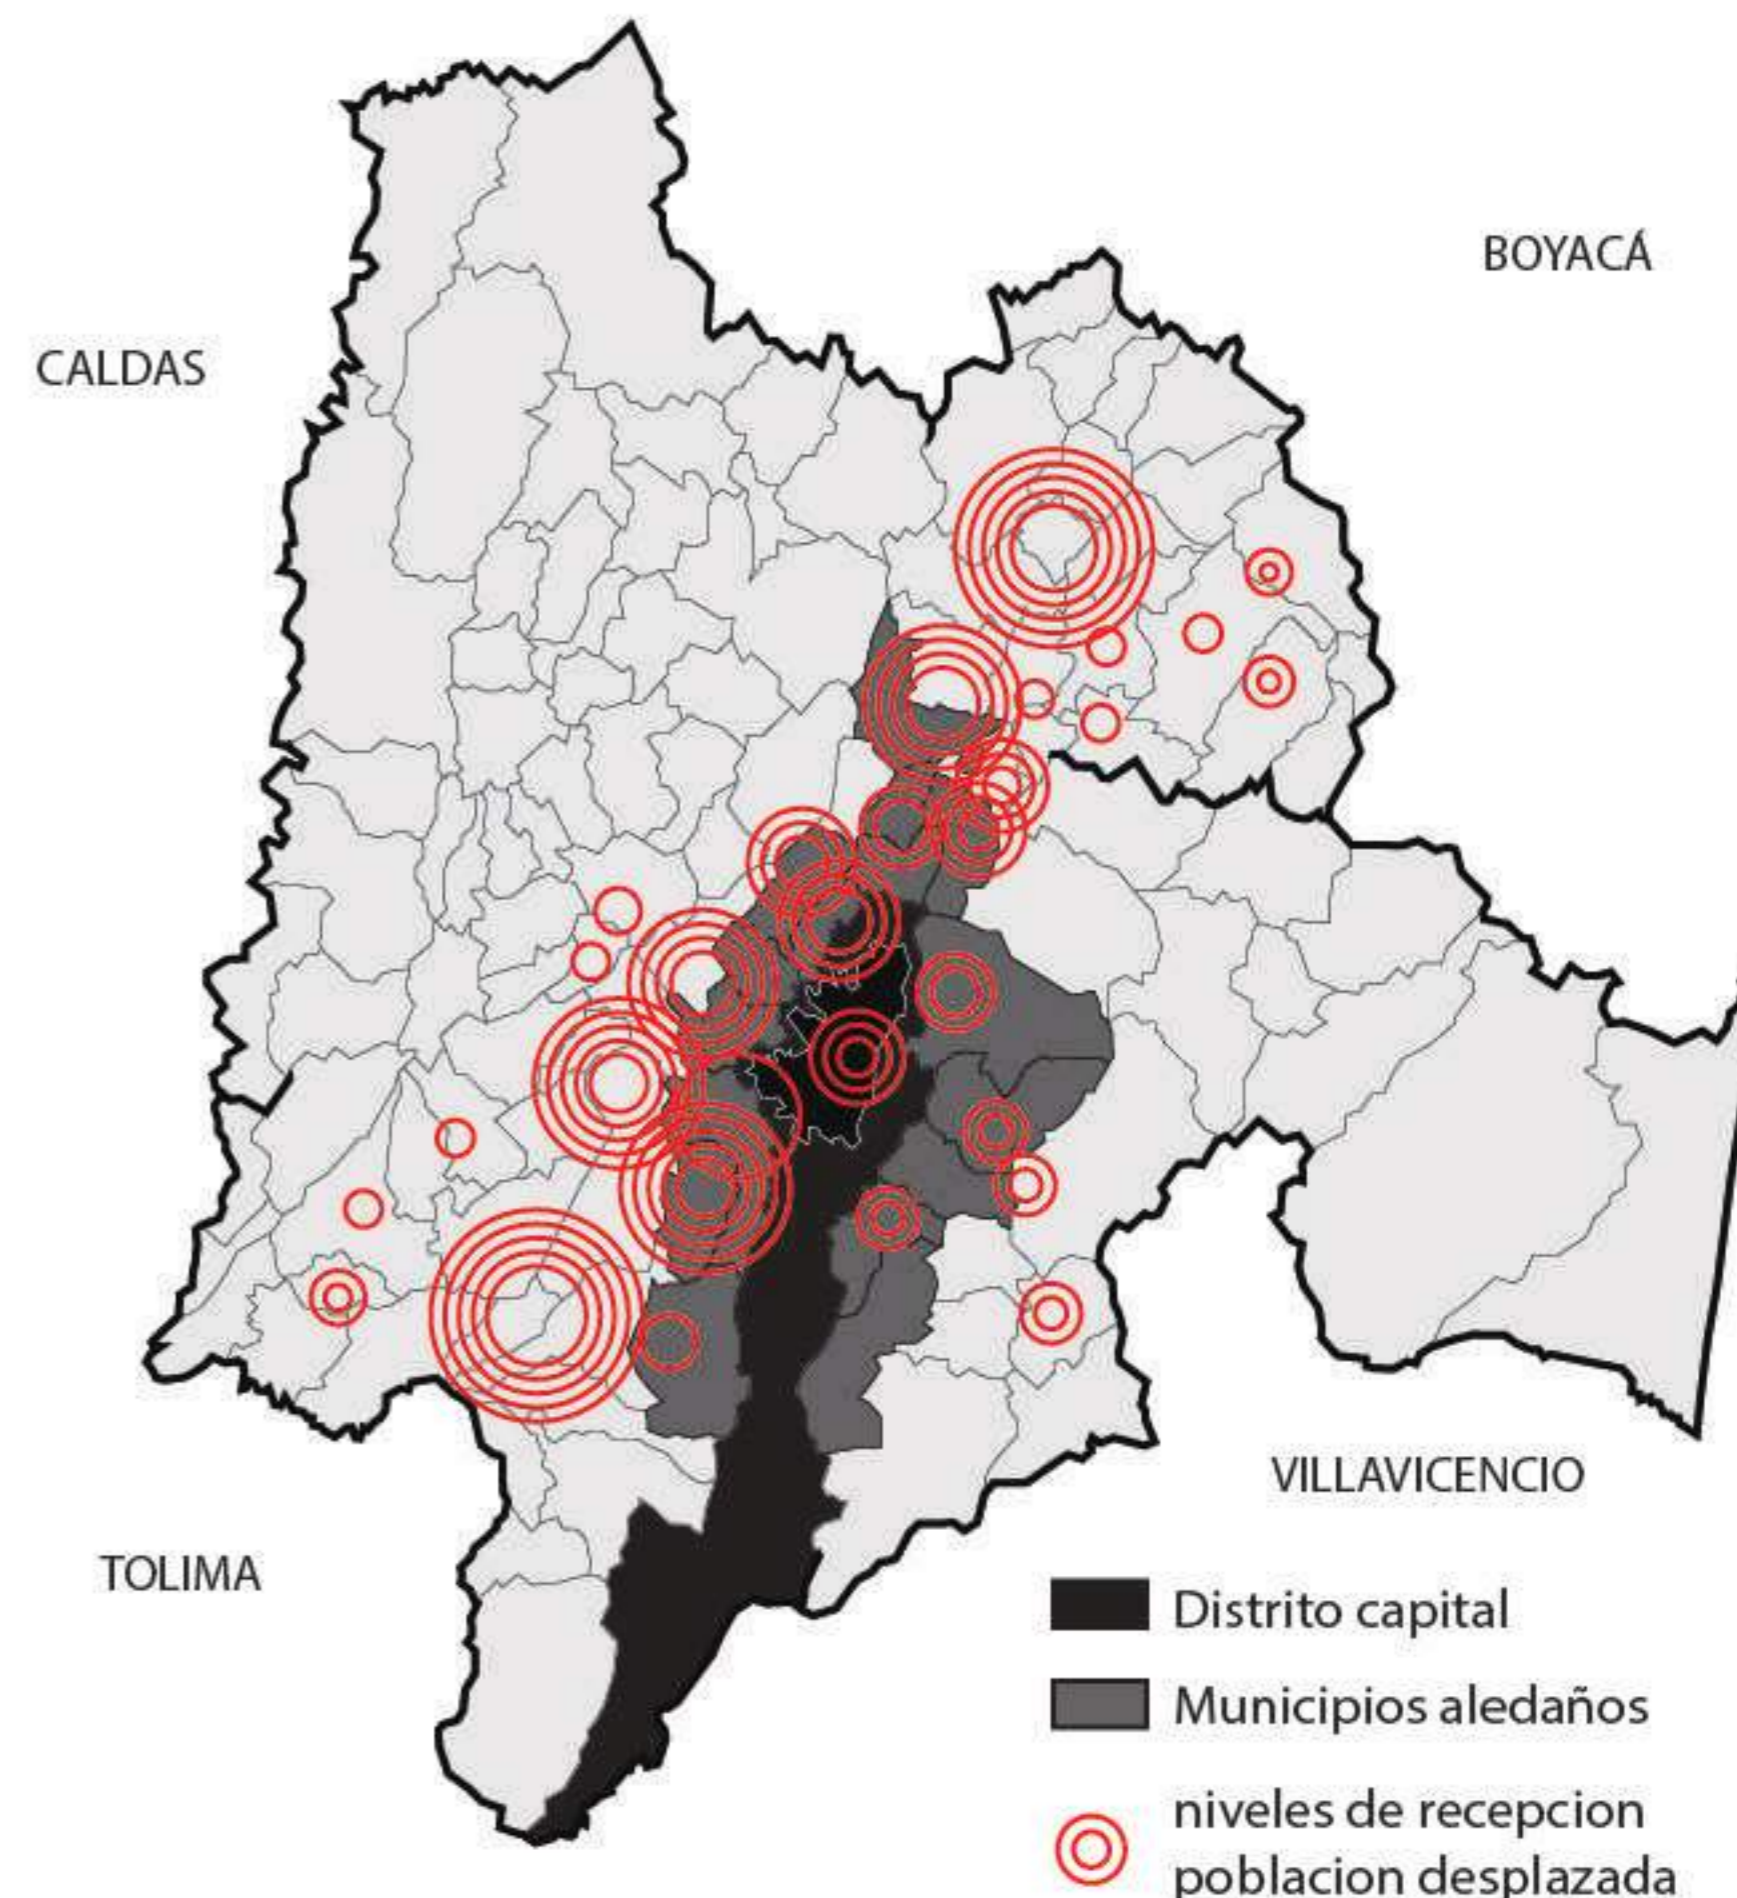 BOYACÁ
CALDAS
VILLAVICENCIO
TOLIMA
Distrito capital
Municipios aledaños
niveles de recepcion
poblacion desplazada